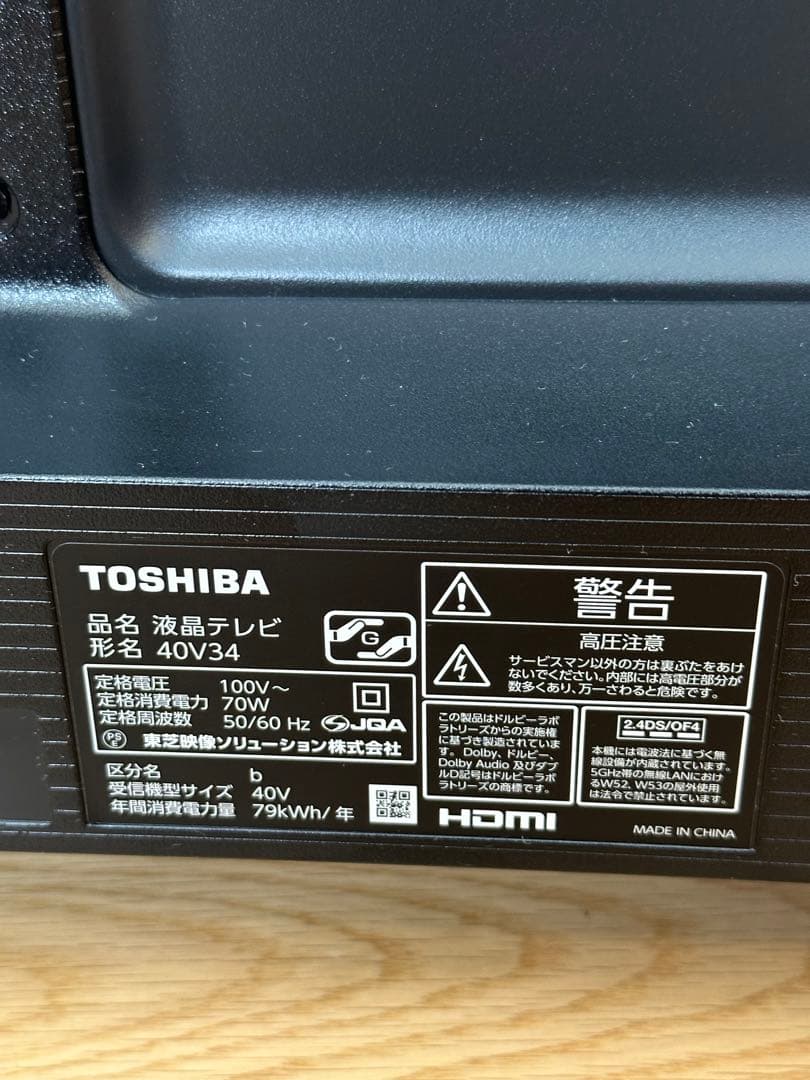 TOSHIBA
品名 液晶テレビ
形名 40V34
G
定格電圧 100V～
定格消費電力 70W
定格周波数 50/60 Hz
JQA
PS
E
東芝映像ソリューション株式会社
区分名 b
受信機型サイズ 40V
年間消費電力量 79kWh/年
警告
高圧注意
サービスマン以外の方は裏ぶたをあけ
ないでください。内部には高電圧部分が
数多くあり、万一さわると危険です。
この製品はドルビーラボ
ラトリーズからの実施権
に基づき製造されていま
す。Dolby、ドルビー、
Dolby Audio 及びダブ
ルD記号はドルビーラボ
ラトリーズの商標です。
2.4DS/OF4
本機には電波法に基づく無
線設備が内蔵されています。
5GHz帯の無線LANにおけ
るW52、W53の屋外使用
は法令で禁止されています。
HDMI
MADE IN CHINA